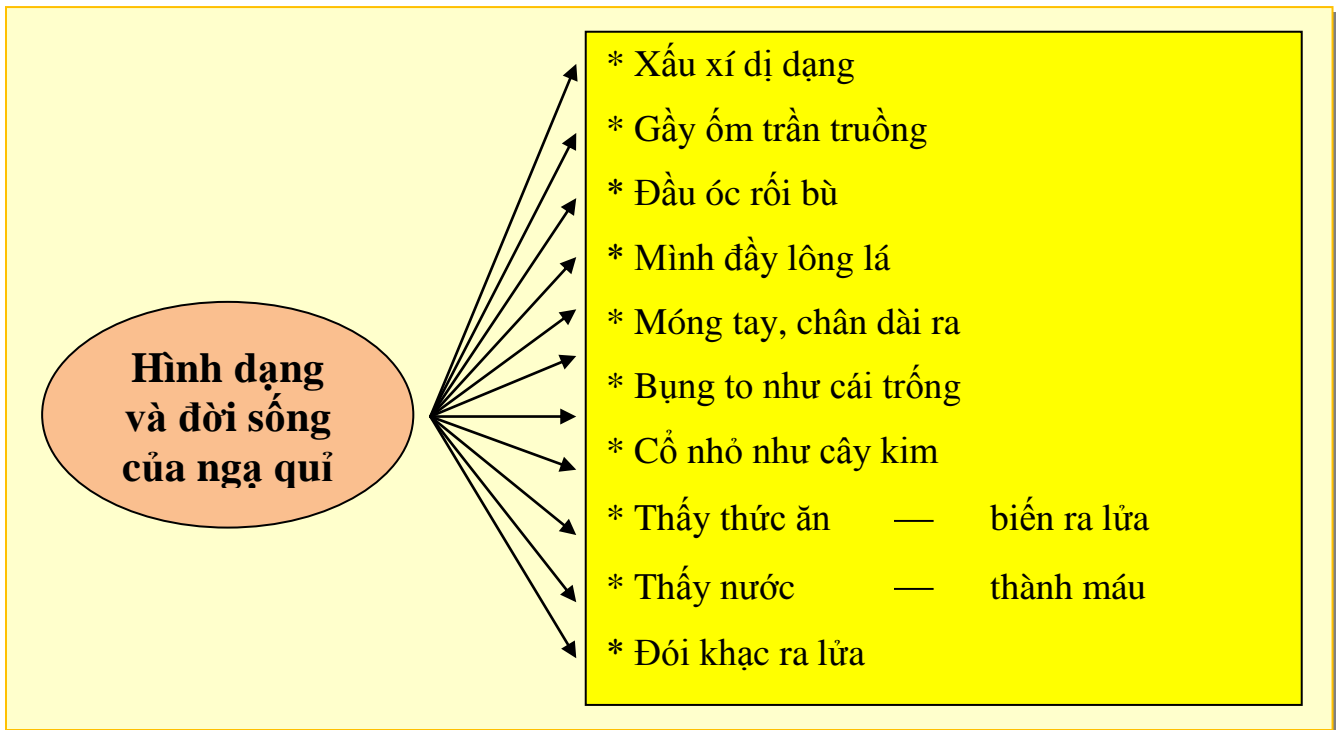 Hình dạng
và đời sống
của ngạ quỉ
* Xấu xí dị dạng
* Gầy ốm trần truồng
* Đầu óc rối bù
* Mình đầy lông lá
* Móng tay, chân dài ra
* Bụng to như cái trống
* Cổ nhỏ như cây kim
* Thấy thức ăn — biến ra lửa
* Thấy nước — thành máu
* Đói khạc ra lửa